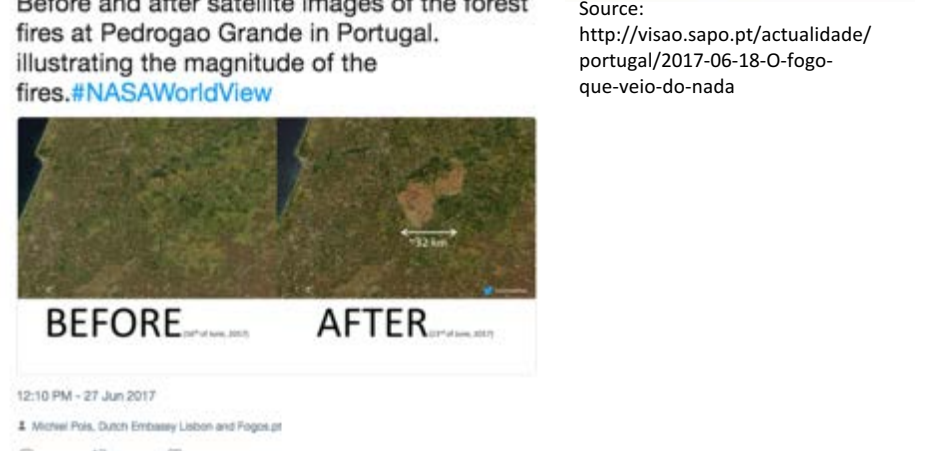 Before and after satellite images of the forest
fires at Pedrogao Grande in Portugal.
illustrating the magnitude of the
fires.#NASAWorldView
~32 km
BEFORE
AFTER
12:10 PM - 27 Jun 2017
Michiel Pols, Dutch Embassy Lisbon and Fogos.pt
Source:
http://visao.sapo.pt/actualidade/
portugal/2017-06-18-O-fogo-
que-veio-do-nada